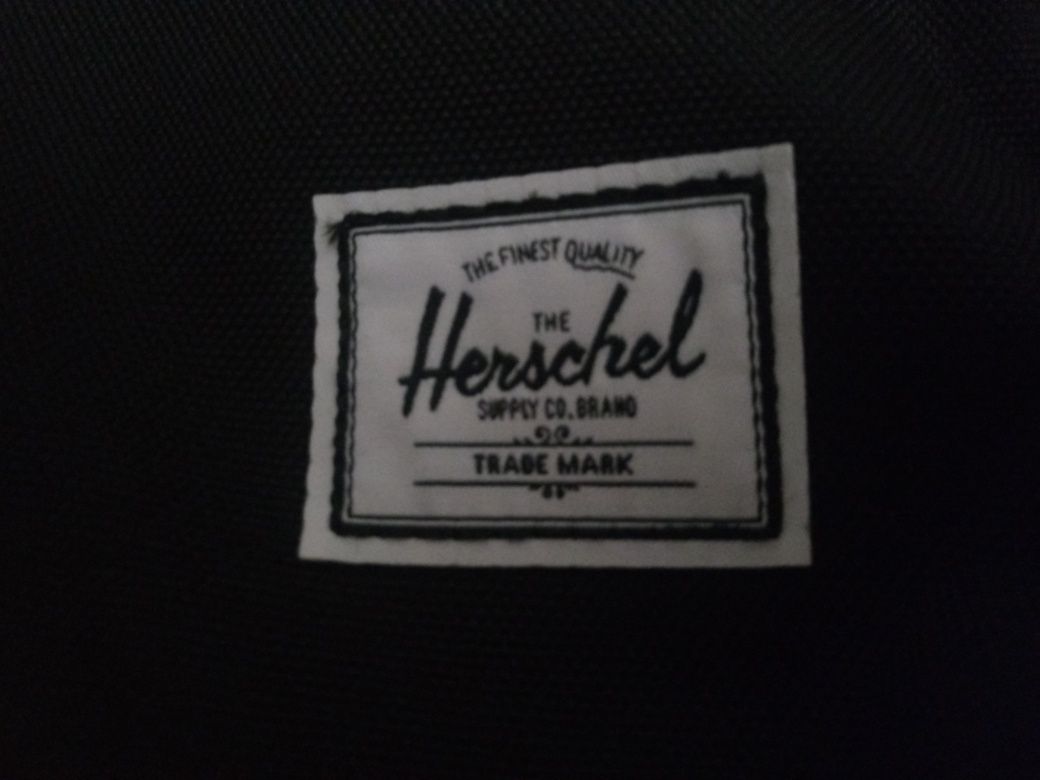 THE FINEST QUALITY
THE
Herschel
SUPPLY CO. BRAND
TRADE MARK